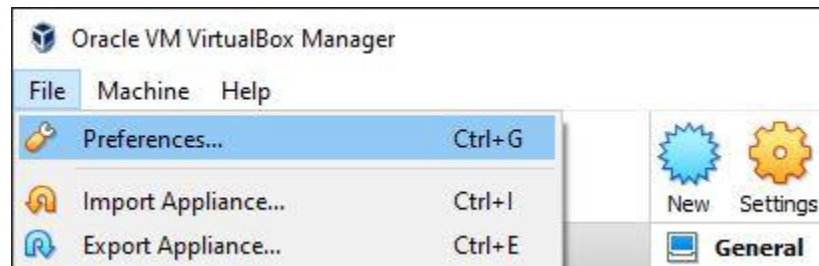 Oracle VM VirtualBox Manager
File Machine Help
Preferences... Ctrl+G
Import Appliance... Ctrl+I
Export Appliance... Ctrl+E
New Settings
General